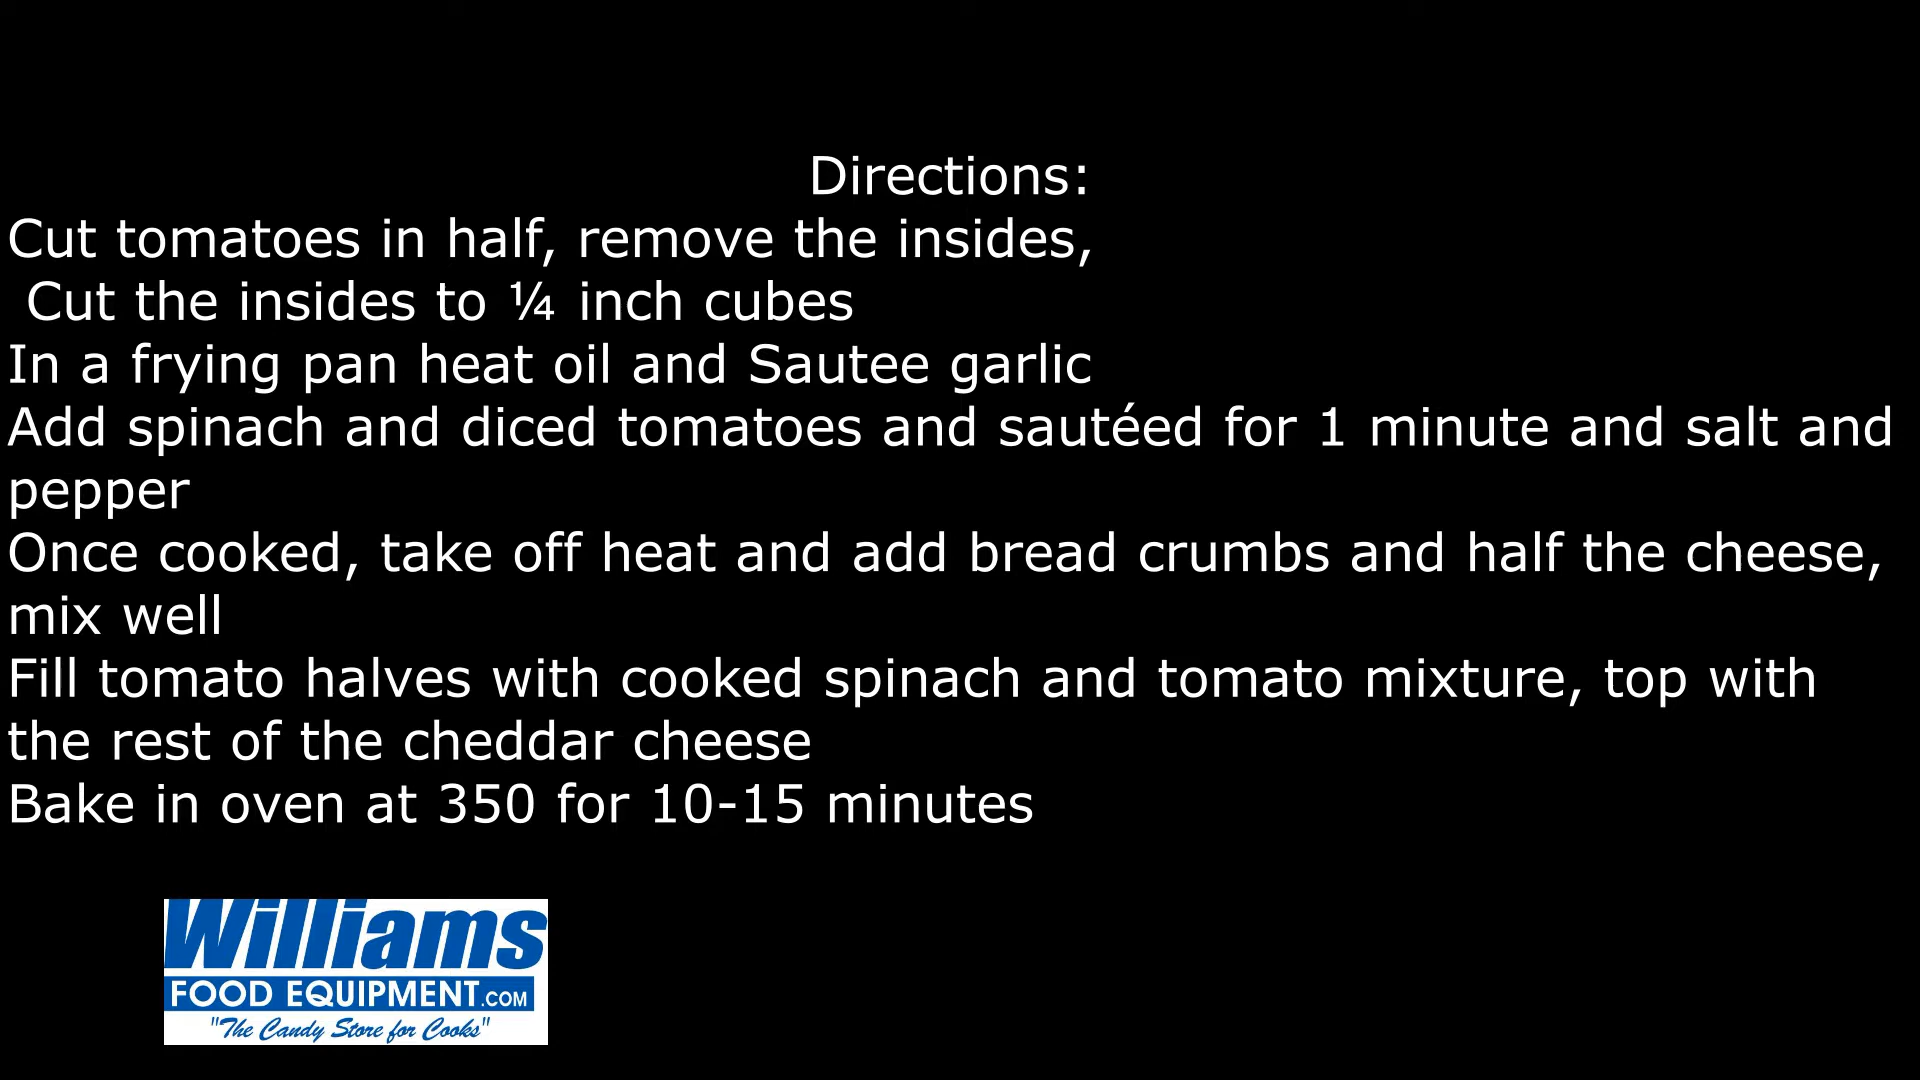 Directions:
Cut tomatoes in half, remove the insides,
Cut the insides to ¼ inch cubes
In a frying pan heat oil and Sautee garlic
Add spinach and diced tomatoes and sautéed for 1 minute and salt and
pepper
Once cooked, take off heat and add bread crumbs and half the cheese,
mix well
Fill tomato halves with cooked spinach and tomato mixture, top with
the rest of the cheddar cheese
Bake in oven at 350 for 10-15 minutes
Williams
FOOD EQUIPMENT.COM
"The Candy Store for Cooks"